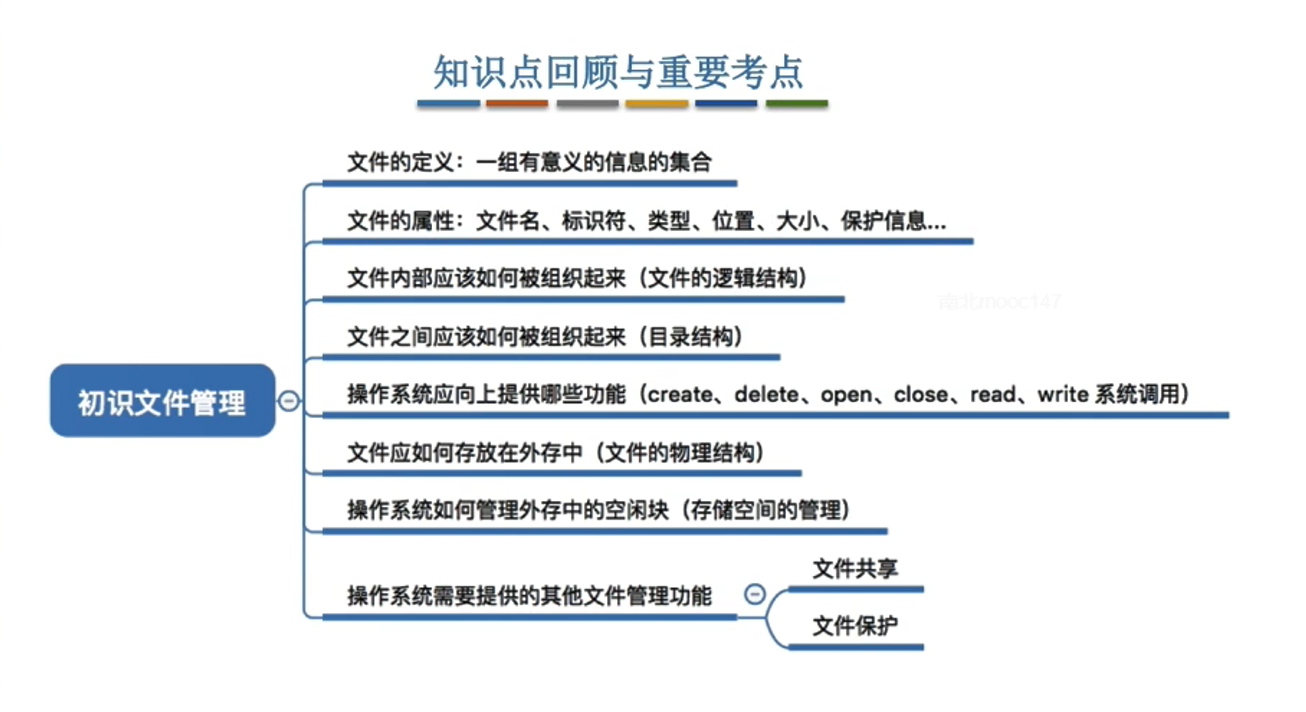 知识点回顾与重要考点
文件的定义：一组有意义的信息的集合
文件的属性：文件名、标识符、类型、位置、大小、保护信息...
文件内部应该如何被组织起来（文件的逻辑结构）
南北mooc147
文件之间应该如何被组织起来（目录结构）
初识文件管理
操作系统应向上提供哪些功能（create、delete、open、close、read、write 系统调用）
文件应如何存放在外存中（文件的物理结构）
操作系统如何管理外存中的空闲块（存储空间的管理）
操作系统需要提供的其他文件管理功能
文件共享
文件保护